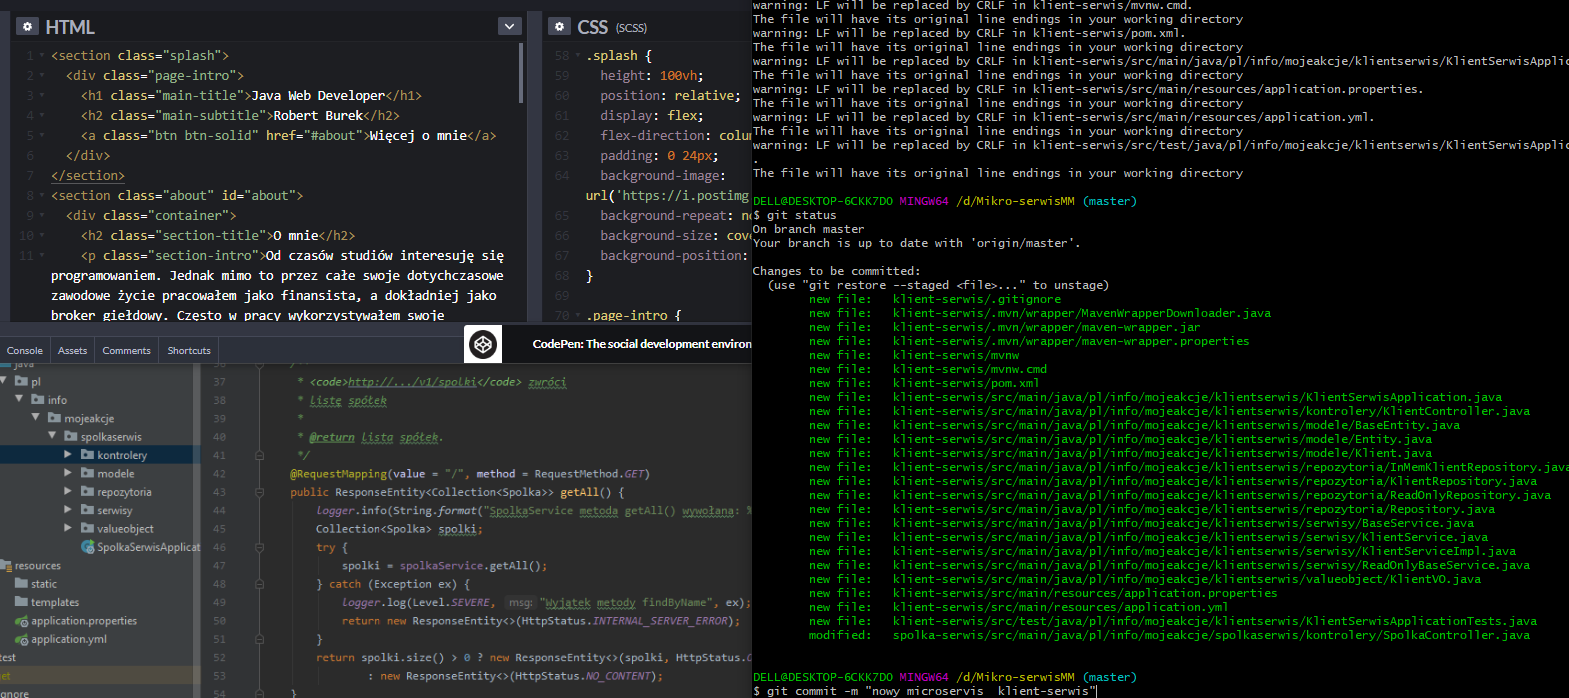 HTML
1 <section class="splash">
2 <div class="page-intro">
3 <h1 class="main-title">Java Web Developer</h1>
4 <h2 class="main-subtitle">Robert Burek</h2>
5 <a class="btn btn-solid" href="#about">Więcej o mnie</a>
6 </div>
7 </section>
8 <section class="about" id="about">
9 <div class="container">
10 <h2 class="section-title">O mnie</h2>
11 <p class="section-intro">Od czasów studiów interesuję się
programowaniem. Jednak mimo to przez całe swoje dotychczasowe
zawodowe życie pracowałem jako finansista, a dokładniej jako
broker giełdowy. Często w pracy wykorzystywałem swoje
CSS (SCSS)
58 .splash {
59 height: 100vh;
60 position: relative;
61 display: flex;
62 flex-direction: colu
63 padding: 0 24px;
64 background-image:
url('https://i.postimg
65 background-repeat: no
66 background-size: cove
67 background-position:
68 }
69
70 .page-intro {
Console Assets Comments Shortcuts
CodePen: The social development environ
java
pl
info
mojeakcje
spolkaserwis
kontrolery
modele
repozytoria
serwisy
valueobject
SpolkaSerwisApplicat
resources
static
templates
application.properties
application.yml
test
et
gnore
36 /**
37 * <code>http://.../v1/spolki</code> zwróci
38 * listę spółek
39 *
40 * @return lista spółek.
41 */
42 @RequestMapping(value = "/", method = RequestMethod.GET)
43 public ResponseEntity<Collection<Spolka>> getAll() {
44 logger.info(String.format("SpolkaService metoda getAll() wywołana: %
45 Collection<Spolka> spolki;
46 try {
47 spolki = spolkaService.getAll();
48 } catch (Exception ex) {
49 logger.log(Level.SEVERE, msg: "Wyjątek metody findByName", ex);
50 return new ResponseEntity<>(HttpStatus.INTERNAL_SERVER_ERROR);
51 }
52 return spolki.size() > 0 ? new ResponseEntity<>(spolki, HttpStatus.O
53 : new ResponseEntity<>(HttpStatus.NO_CONTENT);
54 }
warning: LF will be replaced by CRLF in klient-serwis/mvnw.cmd.
The file will have its original line endings in your working directory
warning: LF will be replaced by CRLF in klient-serwis/pom.xml.
The file will have its original line endings in your working directory
warning: LF will be replaced by CRLF in klient-serwis/src/main/java/pl/info/mojeakcje/klientserwis/KlientSerwisApplic
The file will have its original line endings in your working directory
warning: LF will be replaced by CRLF in klient-serwis/src/main/resources/application.properties.
The file will have its original line endings in your working directory
warning: LF will be replaced by CRLF in klient-serwis/src/main/resources/application.yml.
The file will have its original line endings in your working directory
warning: LF will be replaced by CRLF in klient-serwis/src/test/java/pl/info/mojeakcje/klientserwis/KlientSerwisApplic
.
The file will have its original line endings in your working directory
DELL@DESKTOP-6CKK7D0 MINGW64 /d/Mikro-serwisMM (master)
$ git status
On branch master
Your branch is up to date with 'origin/master'.
Changes to be committed:
(use "git restore --staged <file>..." to unstage)
new file: klient-serwis/.gitignore
new file: klient-serwis/.mvn/wrapper/MavenWrapperDownloader.java
new file: klient-serwis/.mvn/wrapper/maven-wrapper.jar
new file: klient-serwis/.mvn/wrapper/maven-wrapper.properties
new file: klient-serwis/mvnw
new file: klient-serwis/mvnw.cmd
new file: klient-serwis/pom.xml
new file: klient-serwis/src/main/java/pl/info/mojeakcje/klientserwis/KlientSerwisApplication.java
new file: klient-serwis/src/main/java/pl/info/mojeakcje/klientserwis/kontrolery/KlientController.java
new file: klient-serwis/src/main/java/pl/info/mojeakcje/klientserwis/modele/BaseEntity.java
new file: klient-serwis/src/main/java/pl/info/mojeakcje/klientserwis/modele/Entity.java
new file: klient-serwis/src/main/java/pl/info/mojeakcje/klientserwis/modele/Klient.java
new file: klient-serwis/src/main/java/pl/info/mojeakcje/klientserwis/repozytoria/InMemKlientRepository.java
new file: klient-serwis/src/main/java/pl/info/mojeakcje/klientserwis/repozytoria/KlientRepository.java
new file: klient-serwis/src/main/java/pl/info/mojeakcje/klientserwis/repozytoria/ReadOnlyRepository.java
new file: klient-serwis/src/main/java/pl/info/mojeakcje/klientserwis/repozytoria/Repository.java
new file: klient-serwis/src/main/java/pl/info/mojeakcje/klientserwis/serwisy/BaseService.java
new file: klient-serwis/src/main/java/pl/info/mojeakcje/klientserwis/serwisy/KlientService.java
new file: klient-serwis/src/main/java/pl/info/mojeakcje/klientserwis/serwisy/KlientServiceImpl.java
new file: klient-serwis/src/main/java/pl/info/mojeakcje/klientserwis/serwisy/ReadOnlyBaseService.java
new file: klient-serwis/src/main/java/pl/info/mojeakcje/klientserwis/valueobject/KlientVO.java
new file: klient-serwis/src/main/resources/application.properties
new file: klient-serwis/src/main/resources/application.yml
new file: klient-serwis/src/test/java/pl/info/mojeakcje/klientserwis/KlientSerwisApplicationTests.java
modified: spolka-serwis/src/main/java/pl/info/mojeakcje/spolkaserwis/kontrolery/SpolkaController.java
DELL@DESKTOP-6CKK7D0 MINGW64 /d/Mikro-serwisMM (master)
$ git commit -m "nowy microservis  klient-serwis"